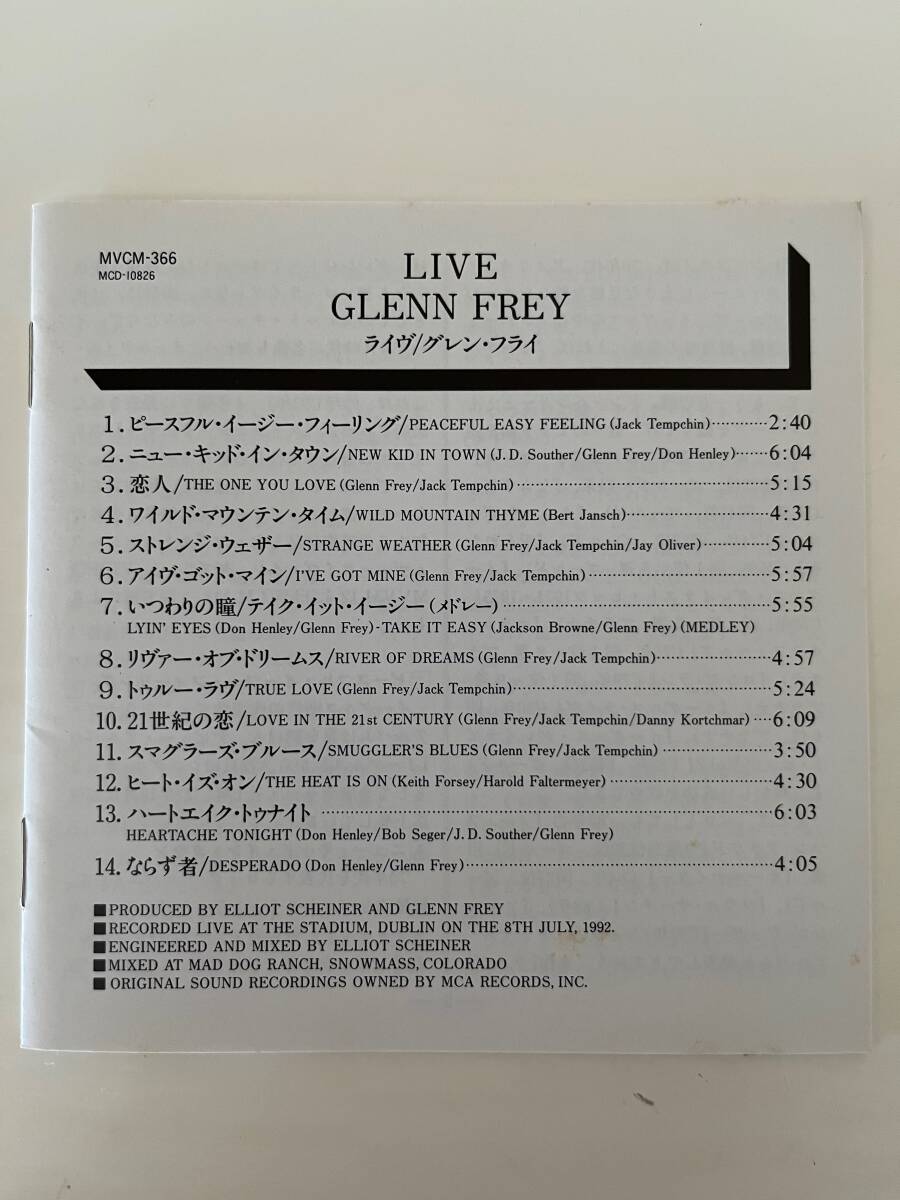 MVCM-366
MCD-10826
LIVE
GLENN FREY
ライヴ/グレン・フライ
1.ピースフル・イージー・フィーリング/PEACEFUL EASY FEELING (Jack Tempchin)…………2:40
2.ニュー・キッド・イン・タウン/NEW KID IN TOWN (J.D. Souther/Glenn Frey/Don Henley)……6:04
3.恋人/THE ONE YOU LOVE (Glenn Frey/Jack Tempchin)…………5:15
4.ワイルド・マウンテン・タイム/WILD MOUNTAIN THYME (Bert Jansch)…………4:31
5.ストレンジ・ウェザー/STRANGE WEATHER (Glenn Frey/Jack Tempchin/Jay Oliver)…………5:04
6.アイヴ・ゴット・マイン/I'VE GOT MINE (Glenn Frey/Jack Tempchin)…………5:57
7.いつわりの瞳/テイク・イット・イージー(メドレー)…………5:55
LYIN' EYES (Don Henley/Glenn Frey)-TAKE IT EASY (Jackson Browne/Glenn Frey) (MEDLEY)
8.リヴァー・オブ・ドリームス/RIVER OF DREAMS (Glenn Frey/Jack Tempchin)…………4:57
9.トゥルー・ラヴ/TRUE LOVE (Glenn Frey/Jack Tempchin)…………5:24
10.21世紀の恋/LOVE IN THE 21st CENTURY (Glenn Frey/Jack Tempchin/Danny Kortchmar)…6:09
11.スマグラーズ・ブルース/SMUGGLER'S BLUES (Glenn Frey/Jack Tempchin)…………3:50
12.ヒート・イズ・オン/THE HEAT IS ON (Keith Forsey/Harold Faltermeyer)…………4:30
13.ハートエイク・トゥナイト…………6:03
HEARTACHE TONIGHT (Don Henley/Bob Seger/J.D. Souther/Glenn Frey)
14.ならず者/DESPERADO (Don Henley/Glenn Frey)…………4:05
■PRODUCED BY ELLIOT SCHEINER AND GLENN FREY
■RECORDED LIVE AT THE STADIUM, DUBLIN ON THE 8TH JULY, 1992.
■ENGINEERED AND MIXED BY ELLIOT SCHEINER
■MIXED AT MAD DOG RANCH, SNOWMASS, COLORADO
■ORIGINAL SOUND RECORDINGS OWNED BY MCA RECORDS, INC.